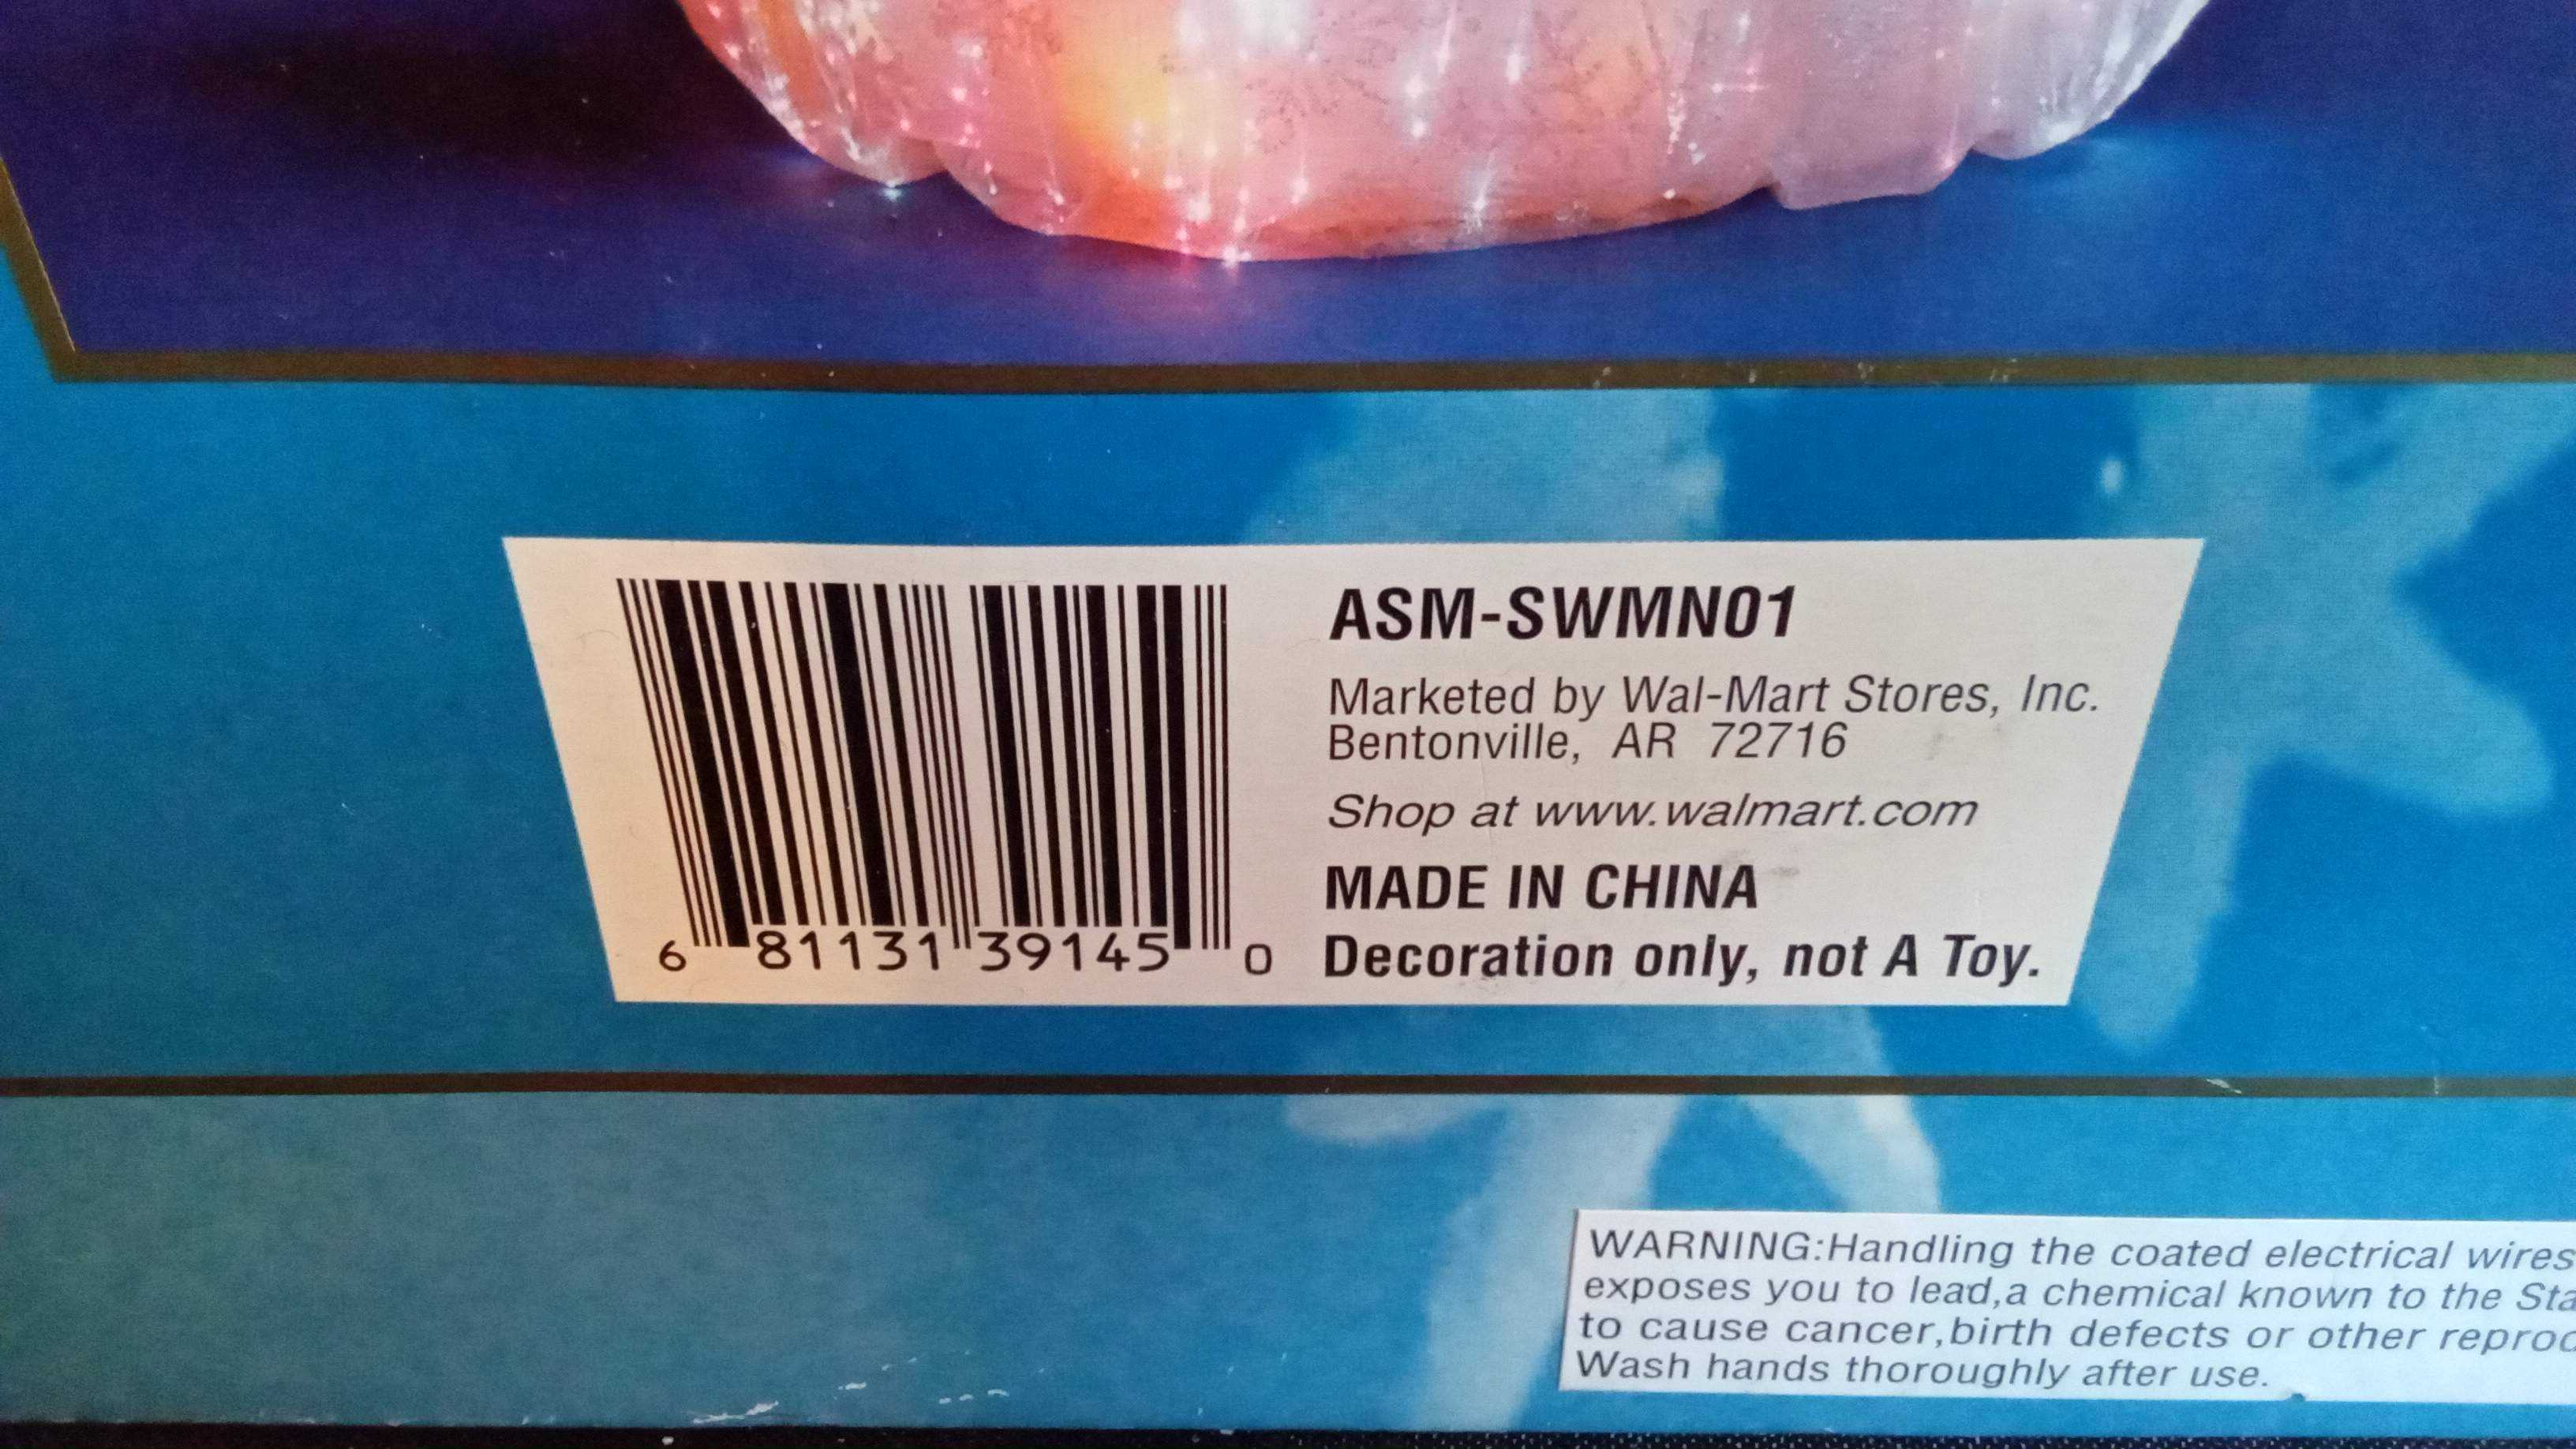 ASM-SWMN01
Marketed by Wal-Mart Stores, Inc.
Bentonville, AR 72716
Shop at www.walmart.com
MADE IN CHINA
Decoration only, not A Toy.
6 81131 39145 0
WARNING:Handling the coated electrical wires
exposes you to lead,a chemical known to the
to cause cancer,birth defects or other
Wash hands thoroughly after use.